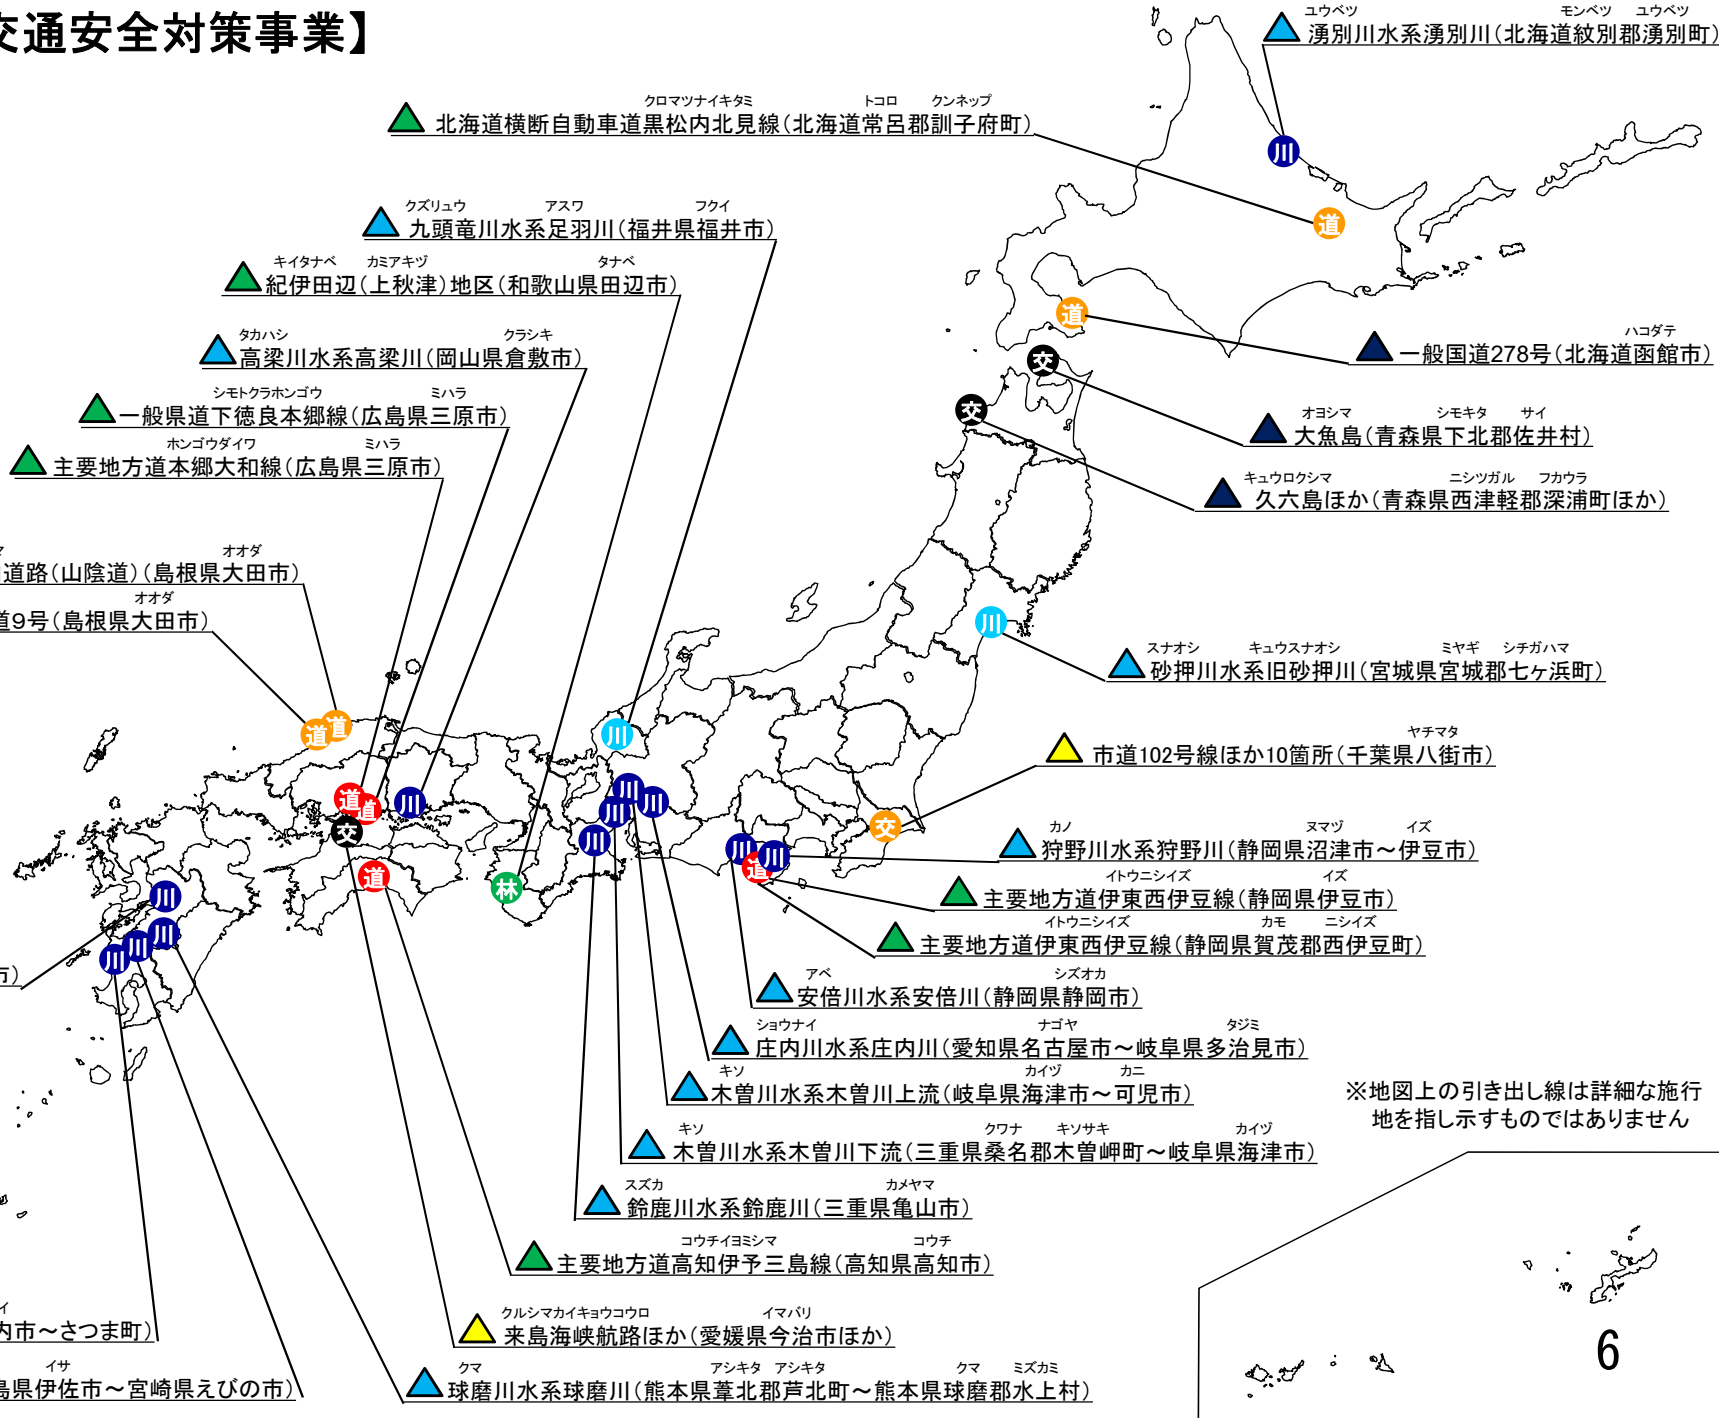 交通安全対策事業】
ユウベツ モンベツ ユウベツ
湧別川水系湧別川(北海道紋別郡湧別町)
クロマツナイキタミ トコロ クンネップ
北海道横断自動車道黒松内北見線(北海道常呂郡訓子府町)
川
道
クズリュウ アスワ フクイ
九頭竜川水系足羽川(福井県福井市)
キイタナベ カミアキヅ タナベ
紀伊田辺(上秋津)地区(和歌山県田辺市)
道
タカハシ クラシキ
高梁川水系高梁川(岡山県倉敷市)
ハコダテ
一般国道278号(北海道函館市)
交
シモトクラホンゴウ ミハラ
一般県道下徳良本郷線(広島県三原市)
交
オヨシマ シモキタ サイ
大魚島(青森県下北郡佐井村)
ホンゴウダイワ ミハラ
主要地方道本郷大和線(広島県三原市)
キュウロクシマ ニシツガル フカウラ
久六島ほか(青森県西津軽郡深浦町ほか)
マ オオダ
道路(山陰道)(島根県大田市)
オオダ
道9号(島根県大田市)
川
スナオシ キュウスナオシ ミヤギ シチガハマ
砂押川水系旧砂押川(宮城県宮城郡七ヶ浜町)
道
道
川
ヤチマタ
市道102号線ほか10箇所(千葉県八街市)
道
道
川
川
川
川
交
交
川
川
川
道
カノ ヌマヅ イズ
狩野川水系狩野川(静岡県沼津市~伊豆市)
道
林
イトウニシイズ イズ
主要地方道伊東西伊豆線(静岡県伊豆市)
川
川
川
川
イトウニシイズ カモ ニシイズ
主要地方道伊東西伊豆線(静岡県賀茂郡西伊豆町)
市)
アベ シズオカ
安倍川水系安倍川(静岡県静岡市)
ショウナイ ナゴヤ タジミ
庄内川水系庄内川(愛知県名古屋市~岐阜県多治見市)
キソ カイヅ カニ
木曽川水系木曽川上流(岐阜県海津市~可児市)
※地図上の引き出し線は詳細な施行
地を指し示すものではありません
キソ クワナ キソサキ カイヅ
木曽川水系木曽川下流(三重県桑名郡木曽岬町~岐阜県海津市)
スズカ カメヤマ
鈴鹿川水系鈴鹿川(三重県亀山市)
コウチイヨミシマ コウチ
主要地方道高知伊予三島線(高知県高知市)
イ
内市~さつま町)
クルシマカイキョウコウロ イマバリ
来島海峡航路ほか(愛媛県今治市ほか)
イサ
島県伊佐市~宮崎県えびの市)
クマ アシキタ アシキタ クマ ミズカミ
球磨川水系球磨川(熊本県葦北郡芦北町~熊本県球磨郡水上村)
6